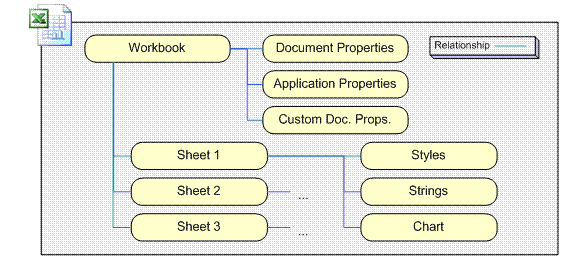 Workbook
Document Properties
Relationship
Application Properties
Custom Doc. Props.
Sheet 1
Styles
Sheet 2
...
Strings
Sheet 3
...
Chart